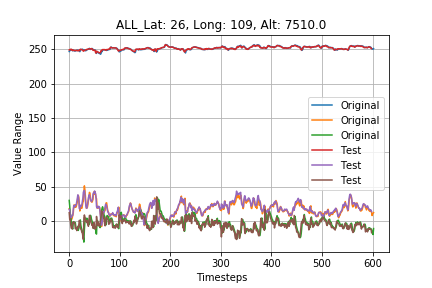 ALL_Lat: 26, Long: 109, Alt: 7510.0
250
200
150
100
50
0
Value Range
Original
Original
Original
Test
Test
Test
0 100 200 300 400 500 600
Timesteps